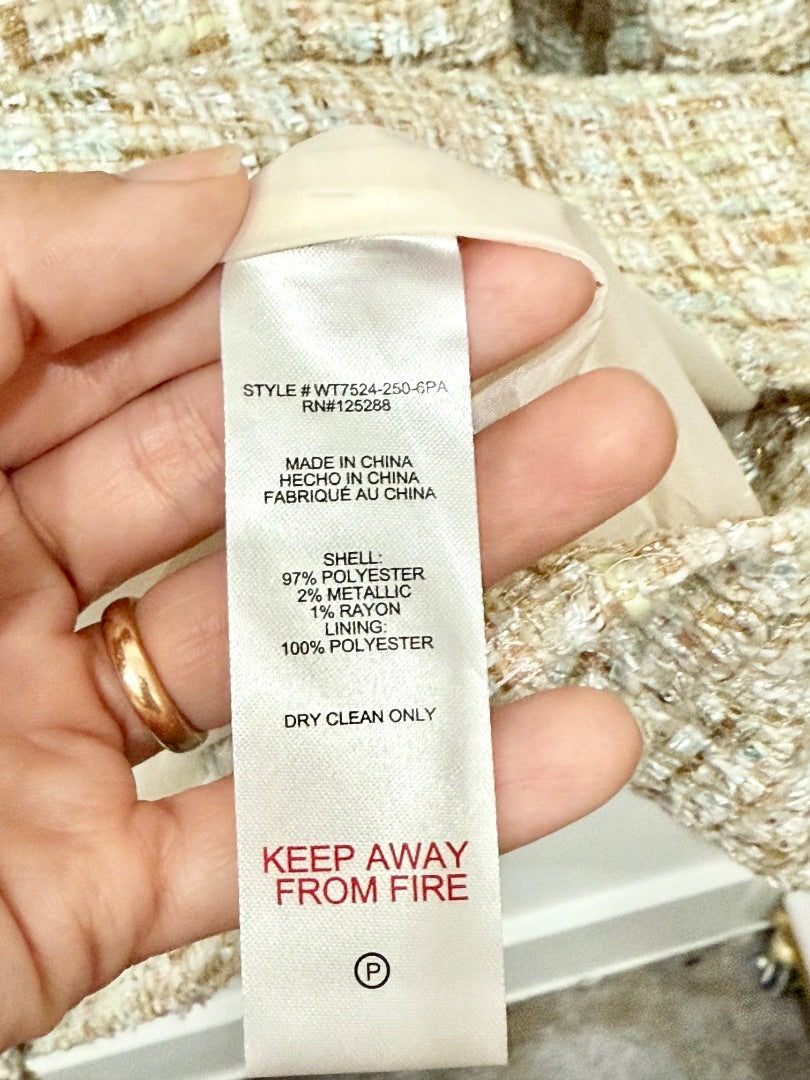 STYLE # WT7524-250-6PA
RN#125288
MADE IN CHINA
HECHO IN CHINA
FABRIQUÉ AU CHINA
SHELL:
97% POLYESTER
2% METALLIC
1% RAYON
LINING:
100% POLYESTER
DRY CLEAN ONLY
KEEP AWAY
FROM FIRE
P